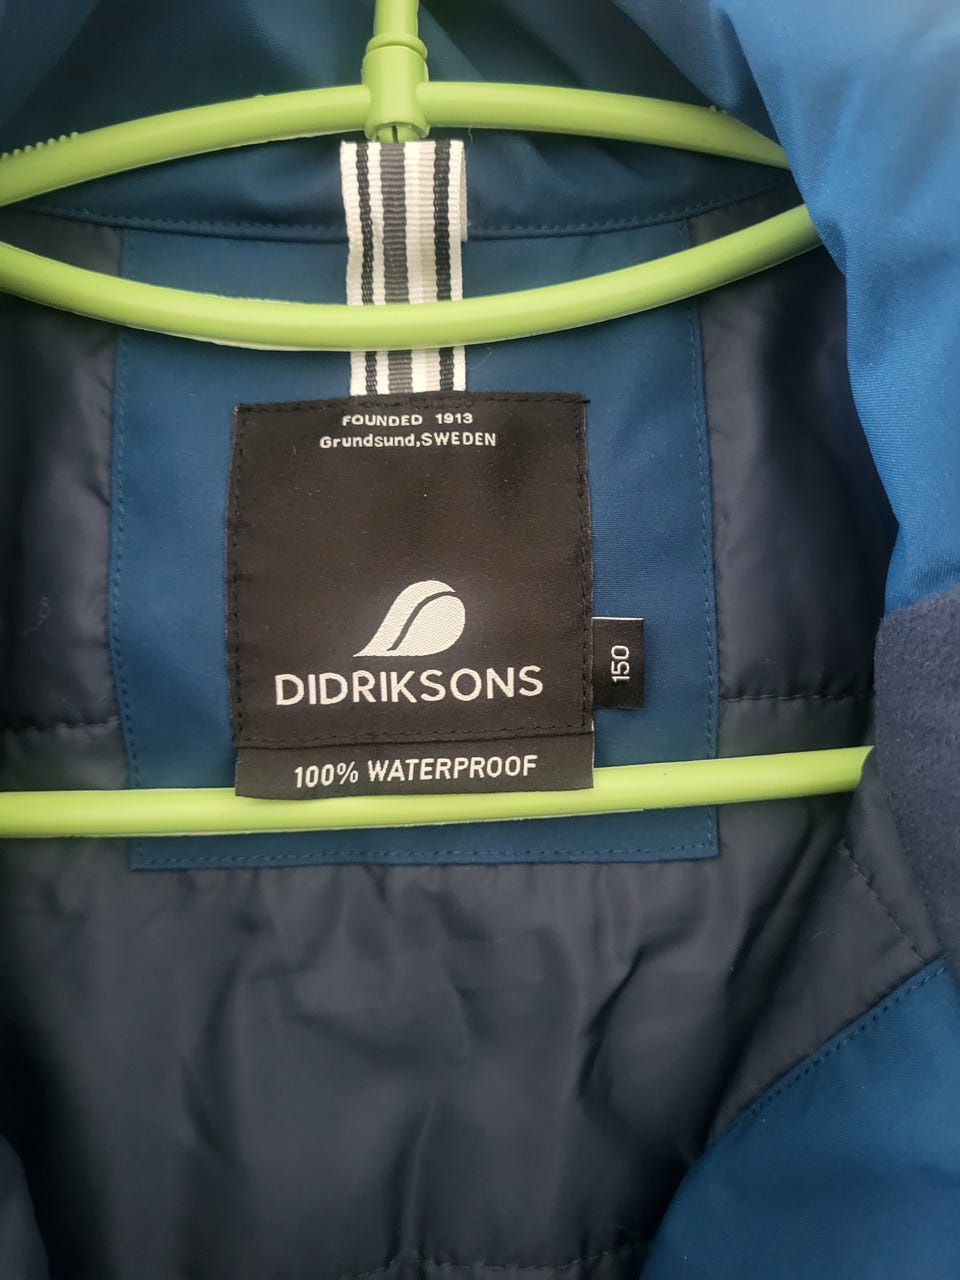 FOUNDED 1913
Grundsund,SWEDEN
DIDRIKSONS
150
100% WATERPROOF